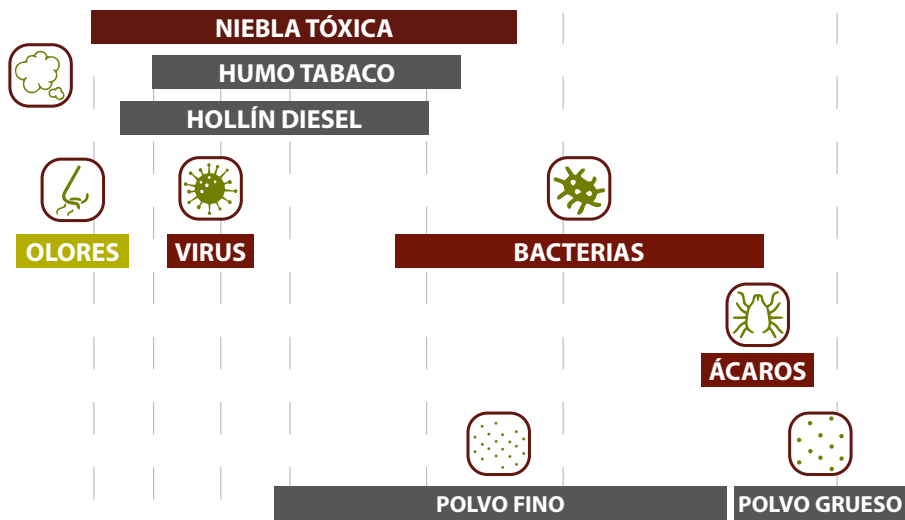 NIEBLA TÓXICA
HUMO TABACO
HOLLÍN DIESEL
OLORES
VIRUS
BACTERIAS
ÁCAROS
POLVO FINO
POLVO GRUESO